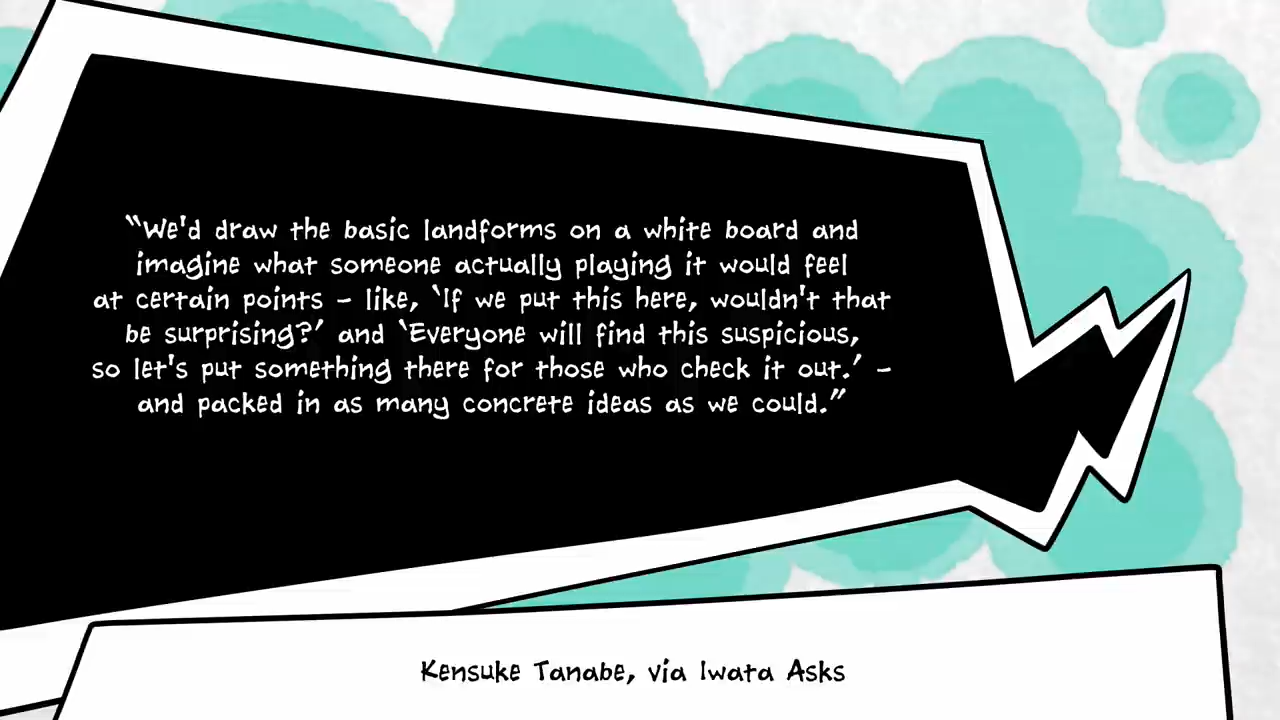 “We'd draw the basic landforms on a white board and
imagine what someone actually playing it would feel
at certain points – like, ‘If we put this here, wouldn't that
be surprising?’ and ‘Everyone will find this suspicious,
so let's put something there for those who check it out.’ –
and packed in as many concrete ideas as we could.”
Kensuke Tanabe, via Iwata Asks